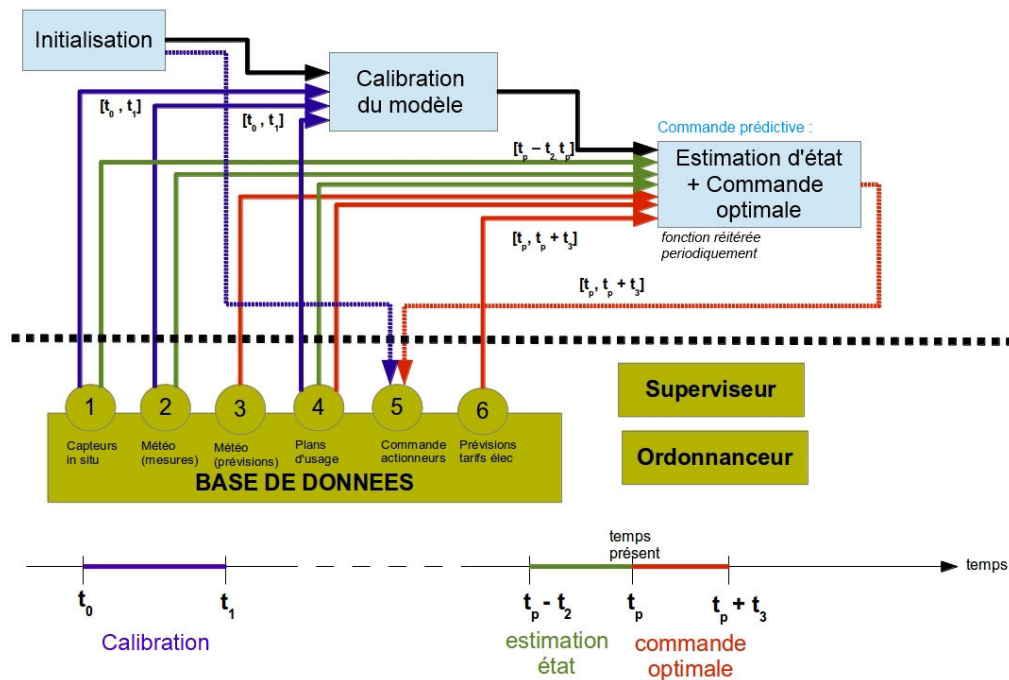 Initialisation
Calibration
du modèle
[t0 , t1]
[t0 , t1]
Commande prédictive :
[tp – t2, tp]
Estimation d'état
+ Commande
optimale
[tp, tp + t3]
fonction réitérée
periodiquement
[tp, tp + t3]
1
2
3
4
5
6
Capteurs
in situ
Météo
(mesures)
Météo
(prévisions)
Plans
d'usage
Commande
actionneurs
Prévisions
tarifs élec
BASE DE DONNEES
Superviseur
Ordonnanceur
temps
présent
temps
t0
t1
tp - t2
tp
tp + t3
Calibration
estimation
état
commande
optimale